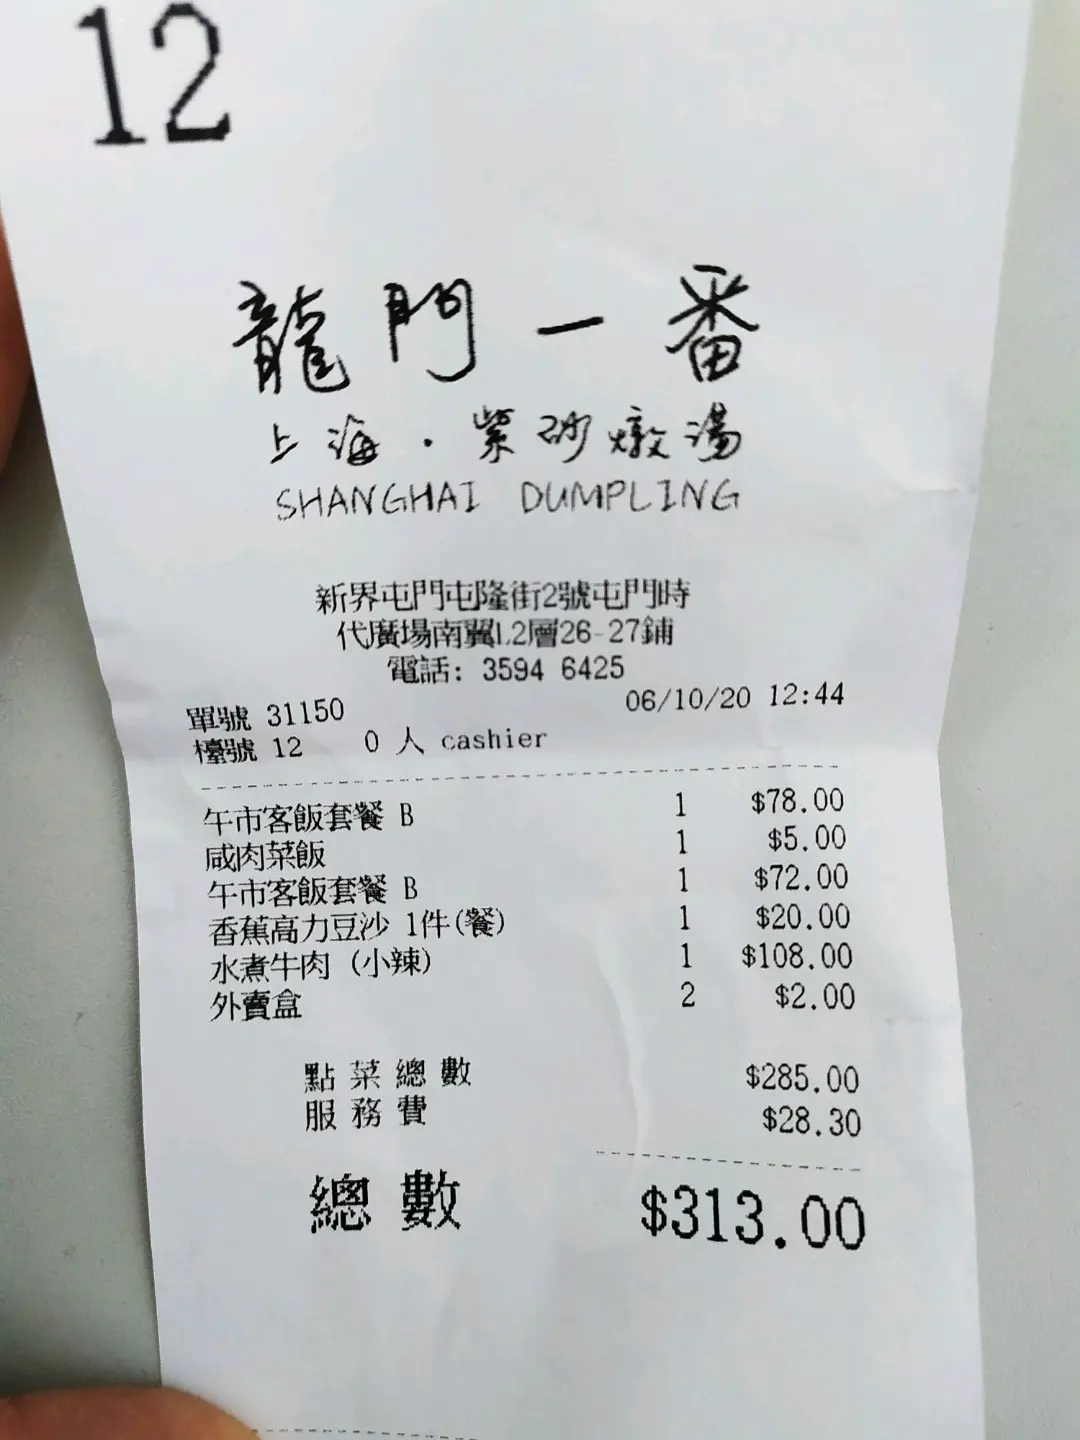 12
龍門一番
上海·紫砂燉湯
SHANGHAI DUMPLING
新界屯門屯隆街2號屯門時
代廣場南翼L2層26-27鋪
電話: 3594 6425
單號 31150 06/10/20 12:44
檯號 12 0 人 cashier
午市客飯套餐 B 1 $78.00
咸肉菜飯 1 $5.00
午市客飯套餐 B 1 $72.00
香蕉高力豆沙 1件(餐) 1 $20.00
水煮牛肉 (小辣) 1 $108.00
外賣盒 2 $2.00
點菜總數 $285.00
服務費 $28.30
總數 $313.00